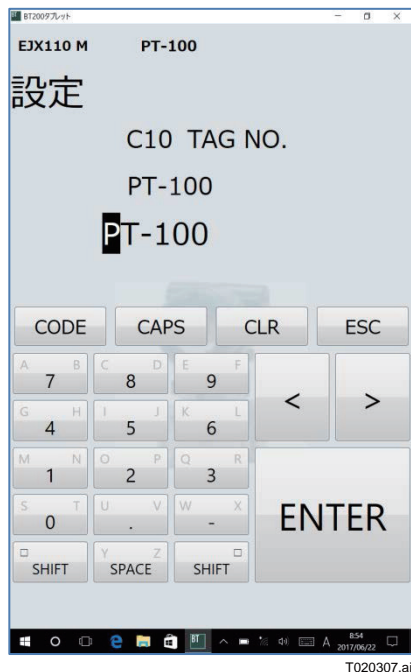 BT200タブレット
EJX110 M PT-100
設定
C10 TAG NO.
PT-100
PT-100
CODE CAPS CLR ESC
A B C D E F
7 8 9 < >
G H I J K L
4 5 6
M N O P Q R
1 2 3 ENTER
S T U V W X
0 . -
Y Z
SHIFT SPACE SHIFT
BT A 8:54
2017/06/22
T020307.ai